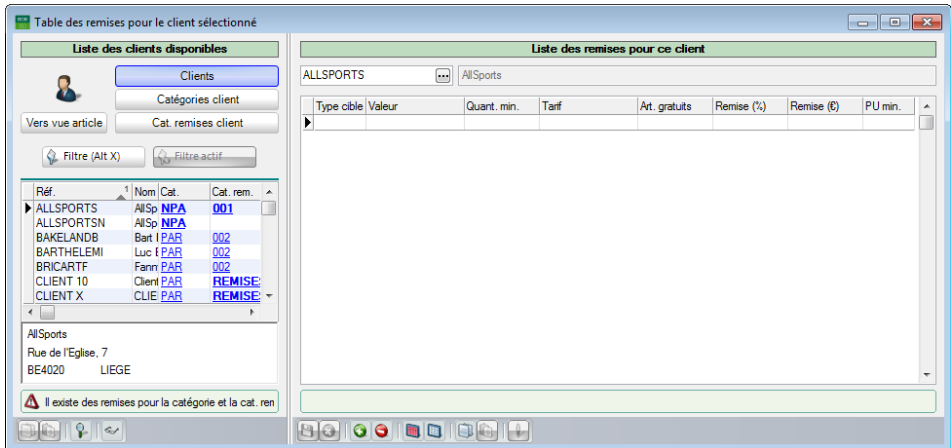 Table des remises pour le client sélectionné
Liste des clients disponibles
Clients
Catégories client
Vers vue article
Cat. remises client
Filtre (Alt X)
Filtre actif
Réf. 1 Nom Cat. Cat. rem.
ALLSPORTS AllSp NPA 001
ALLSPORTSN AllSp NPA
BAKELANDB Bart PAR 002
BARTHELEMI Luc PAR 002
BRICARTF Fann PAR 002
CLIENT 10 Client PAR REMISE
CLIENT X CLIE PAR REMISE
AllSports
Rue de l'Eglise, 7
BE4020 LIEGE
Il existe des remises pour la catégorie et la cat. ren
Liste des remises pour ce client
ALLSPORTS ... AllSports
Type cible Valeur Quant. min. Tarif Art. gratuits Remise (%) Remise (€) PU min.